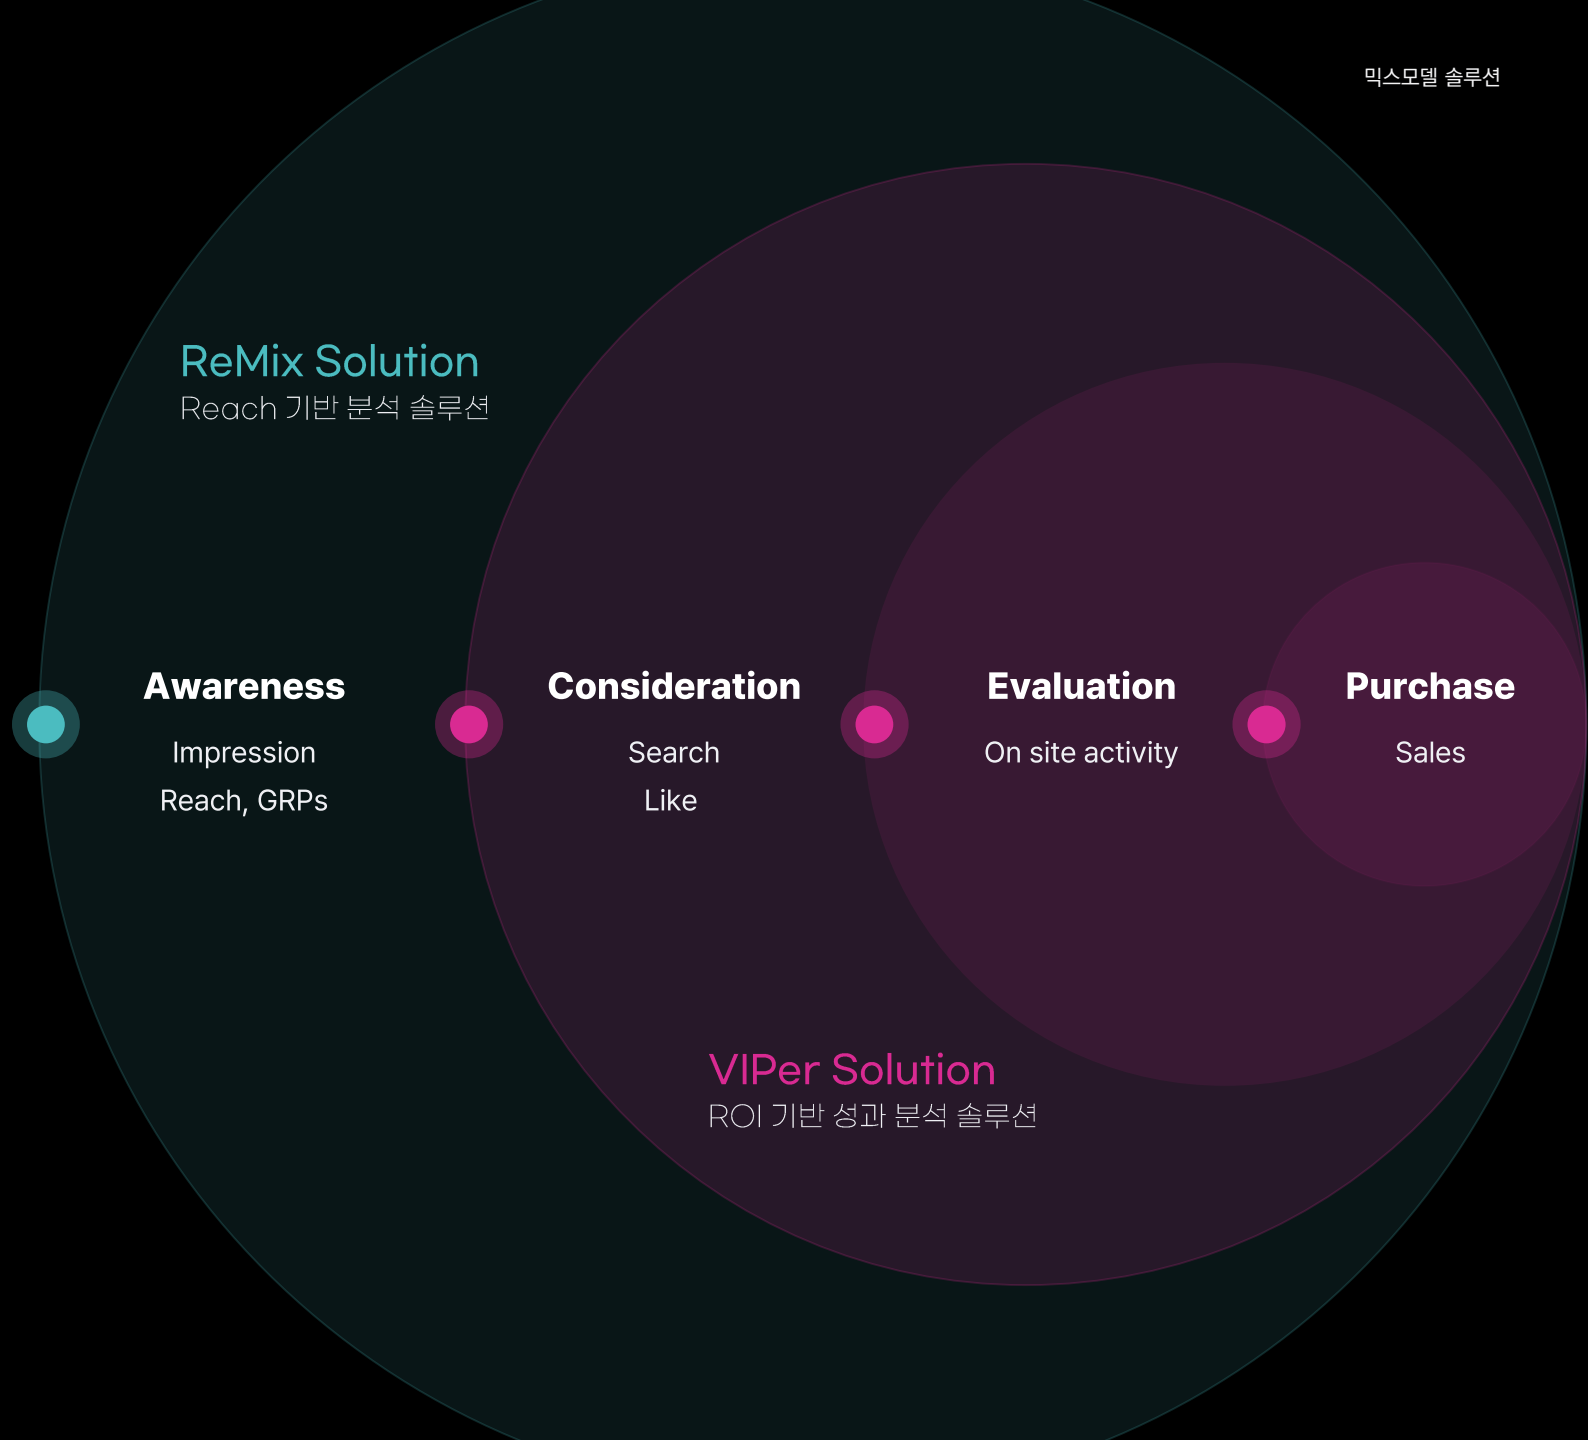 믹스모델 솔루션
ReMix Solution
Reach 기반 분석 솔루션
Awareness
Impression
Reach, GRPs
Consideration
Search
Like
Evaluation
On site activity
Purchase
Sales
VIPer Solution
ROI 기반 성과 분석 솔루션